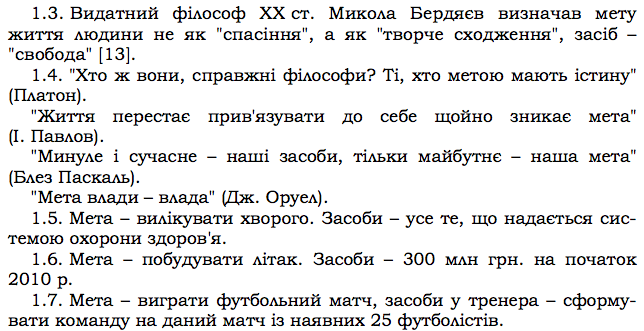 1.3. Видатний філософ XX ст. Микола Бердяєв визначав мету
життя людини не як "спасіння", а як "творче сходження", засіб –
"свобода" [13].
1.4. "Хто ж вони, справжні філософи? Ті, хто метою мають істину"
(Платон).
"Життя перестає прив'язувати до себе щойно зникає мета"
(І. Павлов).
"Минуле і сучасне – наші засоби, тільки майбутнє – наша мета"
(Блез Паскаль).
"Мета влади – влада" (Дж. Оруел).
1.5. Мета – вилікувати хворого. Засоби – усе те, що надається сис-
темою охорони здоров'я.
1.6. Мета – побудувати літак. Засоби – 300 млн грн. на початок
2010 р.
1.7. Мета – виграти футбольний матч, засоби у тренера – сформу-
вати команду на даний матч із наявних 25 футболістів.